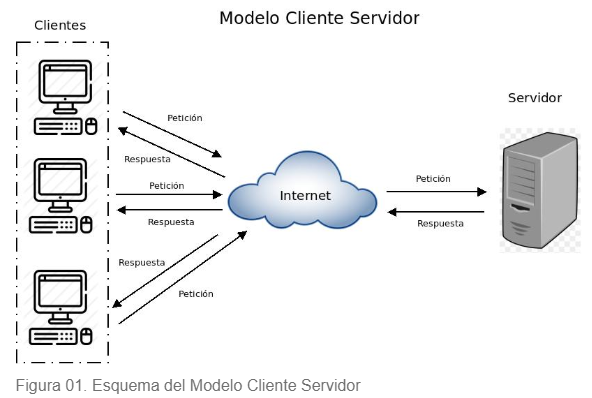 Modelo Cliente Servidor
Clientes
Servidor
Petición
Respuesta
Petición
Internet
Petición
Respuesta
Respuesta
Respuesta
Petición
Figura 01. Esquema del Modelo Cliente Servidor